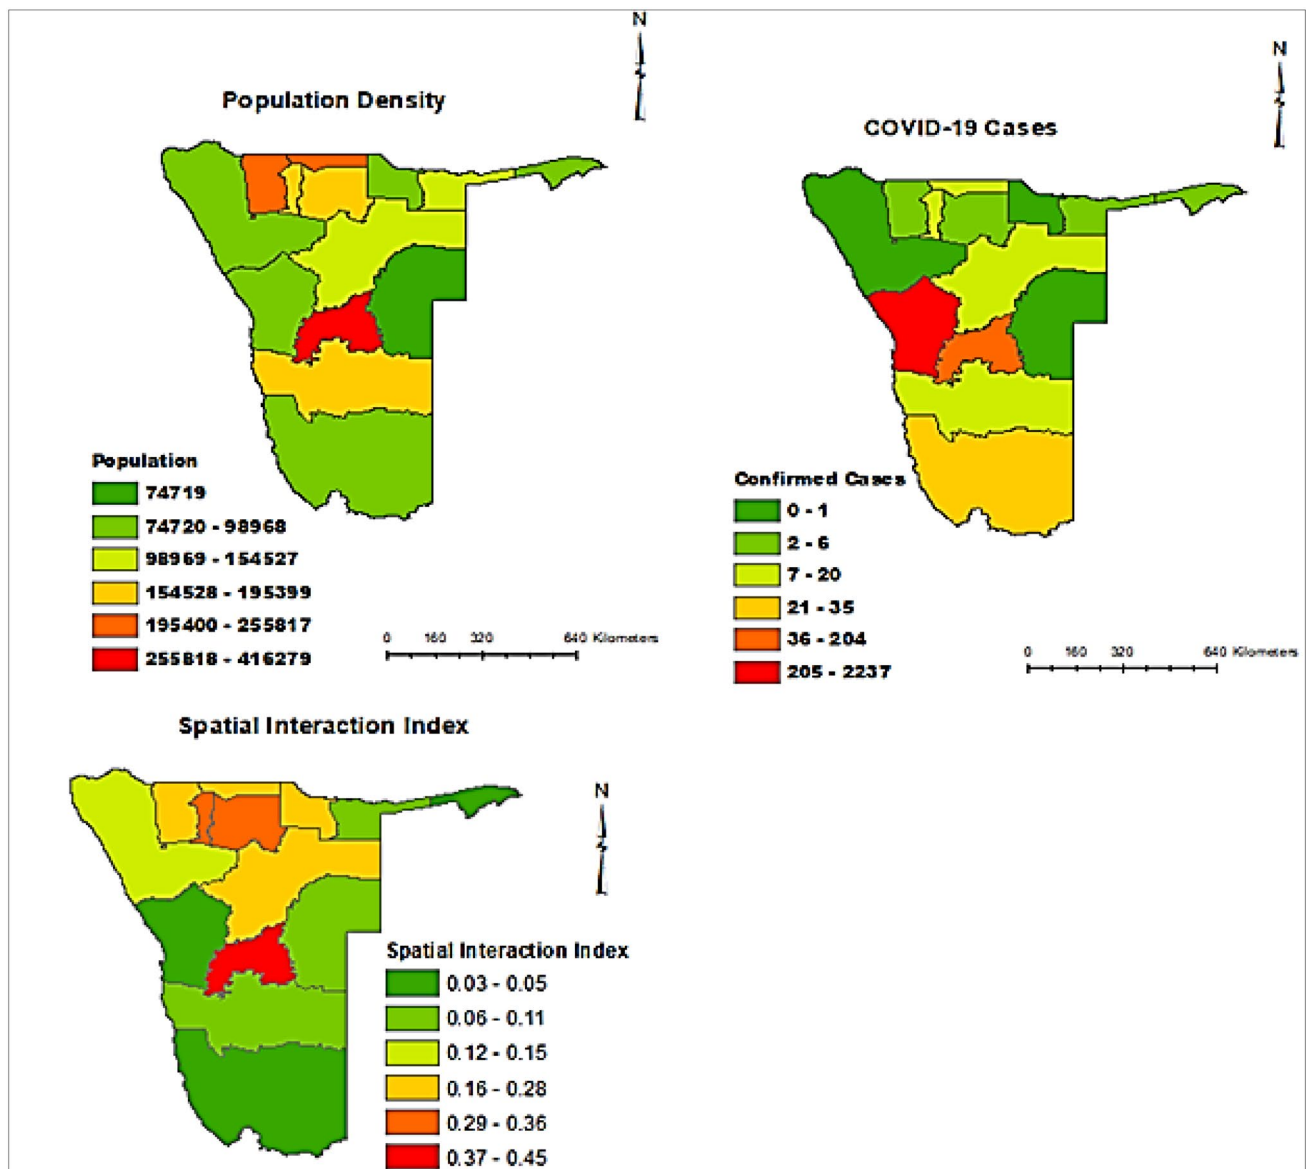 N
Population Density
Population
74719
74720 - 98968
98969 - 154527
154528 - 195399
195400 - 255817
255818 - 416279
0 160 320 640 Kilometers
N
COVID-19 Cases
Confirmed Cases
0 - 1
2 - 6
7 - 20
21 - 35
36 - 204
205 - 2237
0 160 320 640 Kilometers
Spatial Interaction Index
N
Spatial Interaction Index
0.03 - 0.05
0.06 - 0.11
0.12 - 0.15
0.16 - 0.28
0.29 - 0.36
0.37 - 0.45